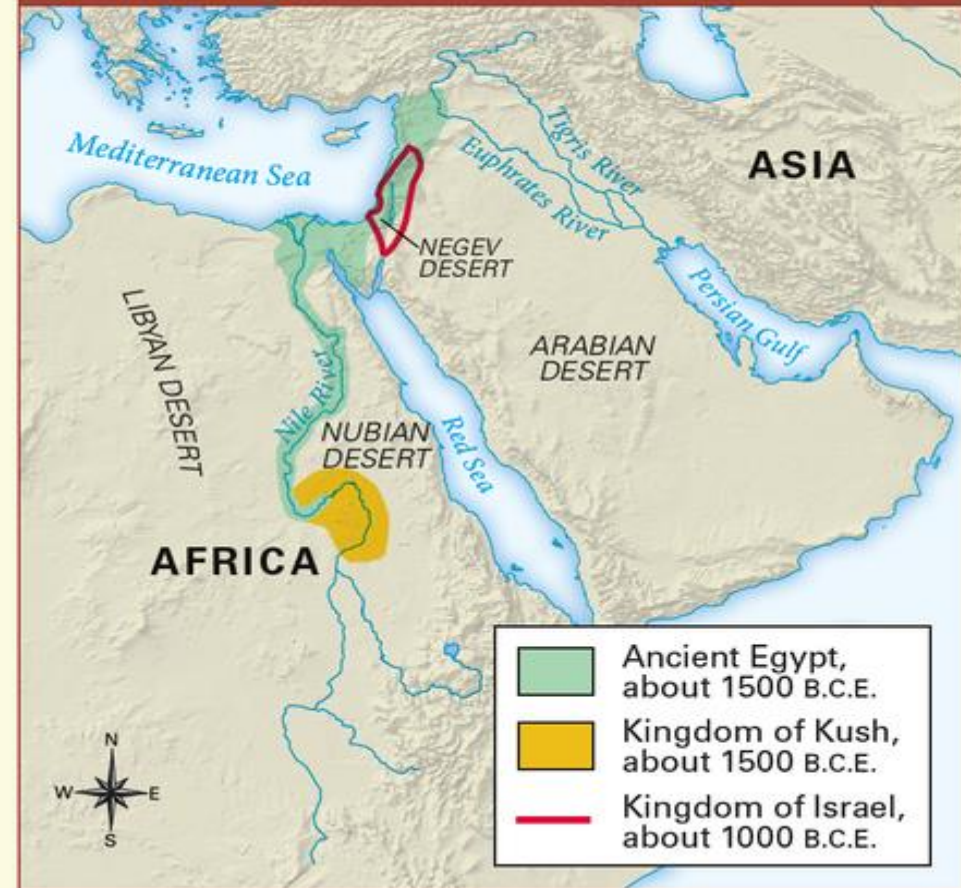 Mediterranean Sea
Tigris River
Euphrates River
ASIA
NEGEV
DESERT
Persian Gulf
LIBYAN DESERT
ARABIAN
DESERT
Nile River
NUBIAN
DESERT
Red Sea
AFRICA
Ancient Egypt,
about 1500 B.C.E.
Kingdom of Kush,
about 1500 B.C.E.
Kingdom of Israel,
about 1000 B.C.E.
N
W E
S